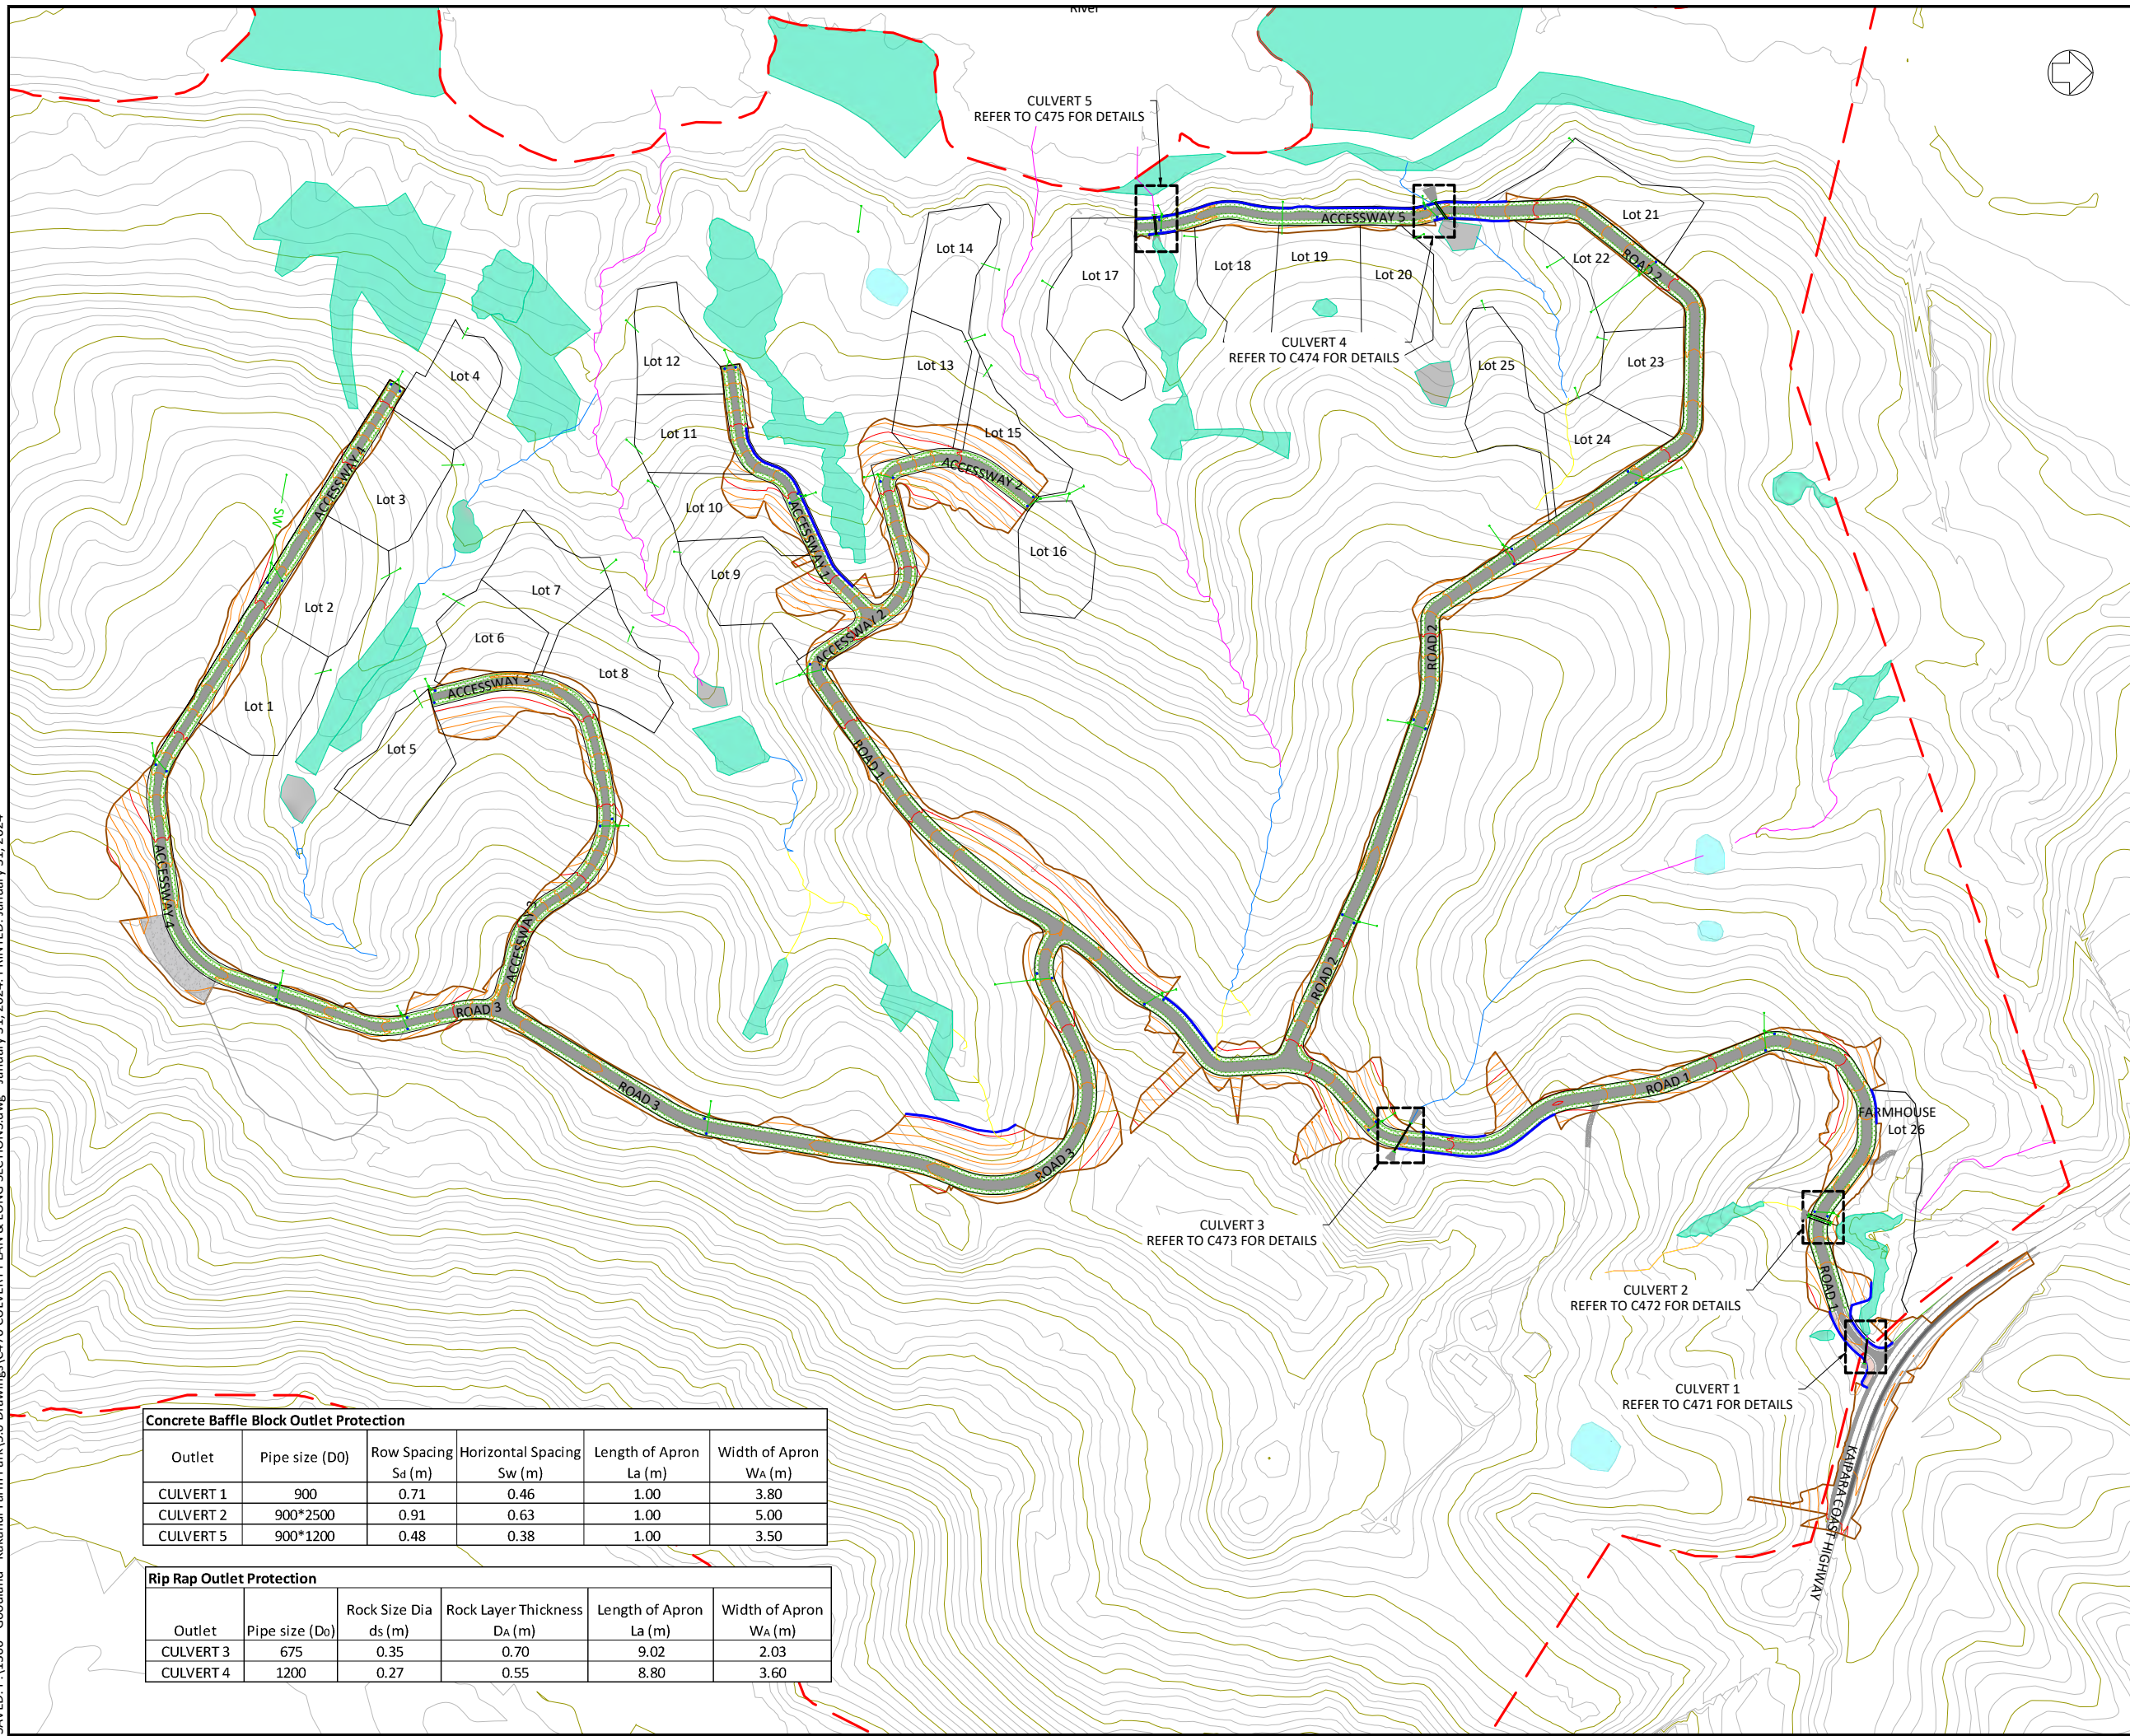 River
CULVERT 5
REFER TO C475 FOR DETAILS
ACCESSWAY 5
Lot 21
Lot 14
Lot 17
Lot 18
Lot 19
Lot 20
Lot 22
ROAD 2
CULVERT 4
REFER TO C474 FOR DETAILS
Lot 12
Lot 13
Lot 25
Lot 23
Lot 4
Lot 11
Lot 15
Lot 24
ACCESSWAY 4
ACCESSWAY 2
Lot 3
SW
Lot 10
ACCESSWAY 1
Lot 16
Lot 9
Lot 7
Lot 2
Lot 6
ACCESSWAY 2
ROAD 2
Lot 8
ACCESSWAY 3
Lot 1
Lot 5
ROAD 1
ACCESSWAY 4
ACCESSWAY 3
ROAD 2
ROAD 3
ROAD 3
ROAD 1
FARMHOUSE
Lot 26
ROAD 3
CULVERT 3
REFER TO C473 FOR DETAILS
CULVERT 2
REFER TO C472 FOR DETAILS
ROAD 1
CULVERT 1
REFER TO C471 FOR DETAILS
KAIPARA COAST HIGHWAY
Concrete Baffle Block Outlet Protection
Outlet Pipe size (D0) Row Spacing Sd (m) Horizontal Spacing Sw (m) Length of Apron La (m) Width of Apron WA (m)
CULVERT 1 900 0.71 0.46 1.00 3.80
CULVERT 2 900*2500 0.91 0.63 1.00 5.00
CULVERT 5 900*1200 0.48 0.38 1.00 3.50
Rip Rap Outlet Protection
Outlet Pipe size (D0) Rock Size Dia ds (m) Rock Layer Thickness DA (m) Length of Apron La (m) Width of Apron WA (m)
CULVERT 3 675 0.35 0.70 9.02 2.03
CULVERT 4 1200 0.27 0.55 8.80 3.60